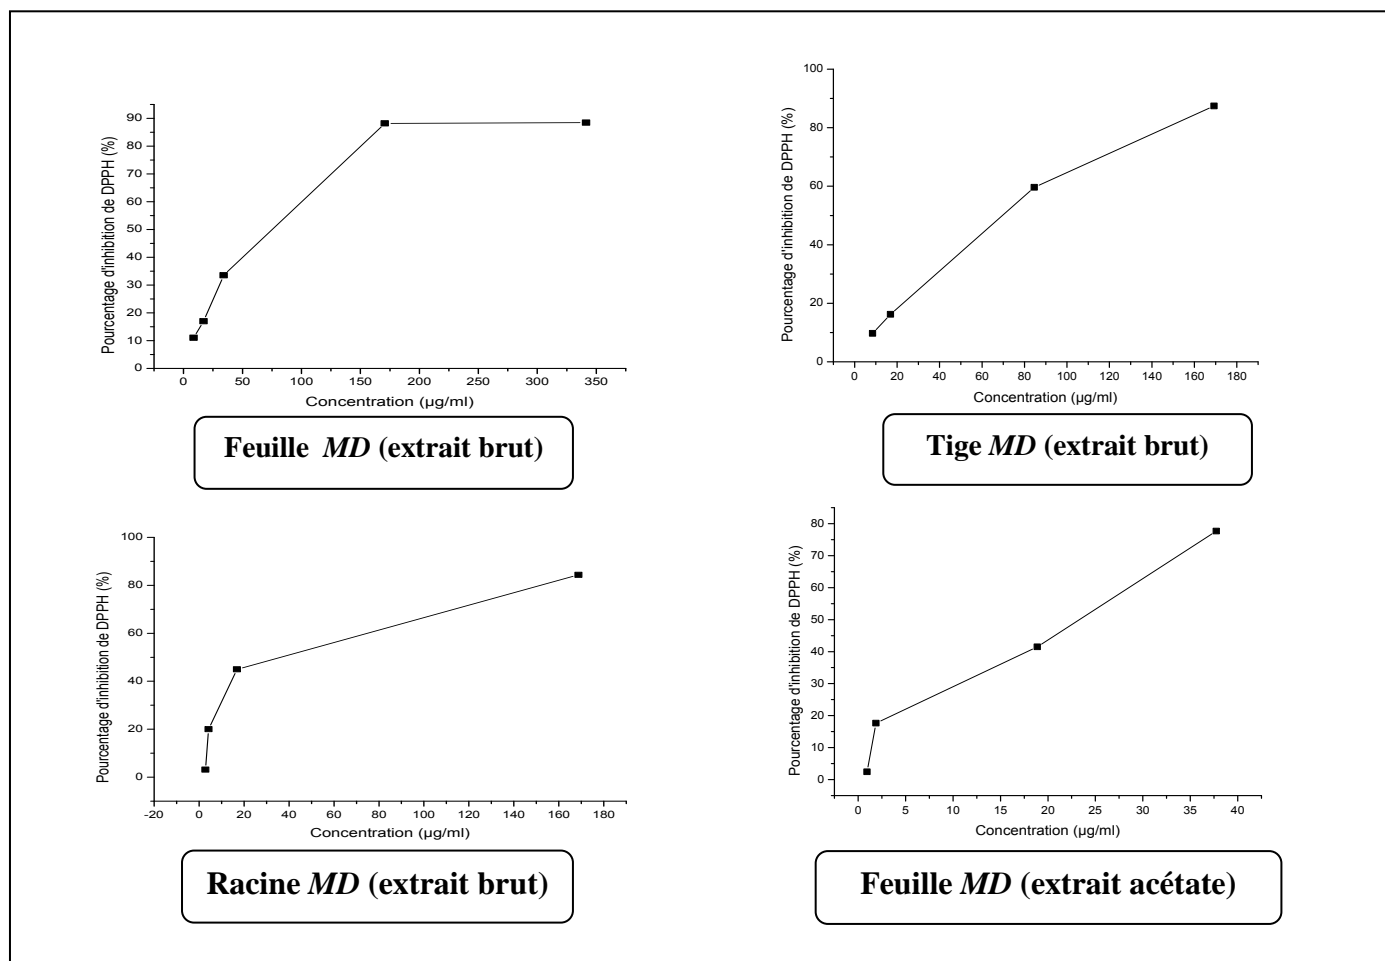 Pourcentage d'inhibition de DPPH (%)
90
80
70
60
50
40
30
20
10
0
0 50 100 150 200 250 300 350
Concentration (µg/ml)
Feuille MD (extrait brut)
Pourcentage d'inhibition de DPPH (%)
100
80
60
40
20
0
0 20 40 60 80 100 120 140 160 180
Concentration (µg/ml)
Tige MD (extrait brut)
Pourcentage d'inhibition de DPPH (%)
100
80
60
40
20
0
-20 0 20 40 60 80 100 120 140 160 180
Concentration (µg/ml)
Racine MD (extrait brut)
Pourcentage d'inhibition de DPPH (%)
80
70
60
50
40
30
20
10
0
0 5 10 15 20 25 30 35 40
Concentration (µg/ml)
Feuille MD (extrait acétate)